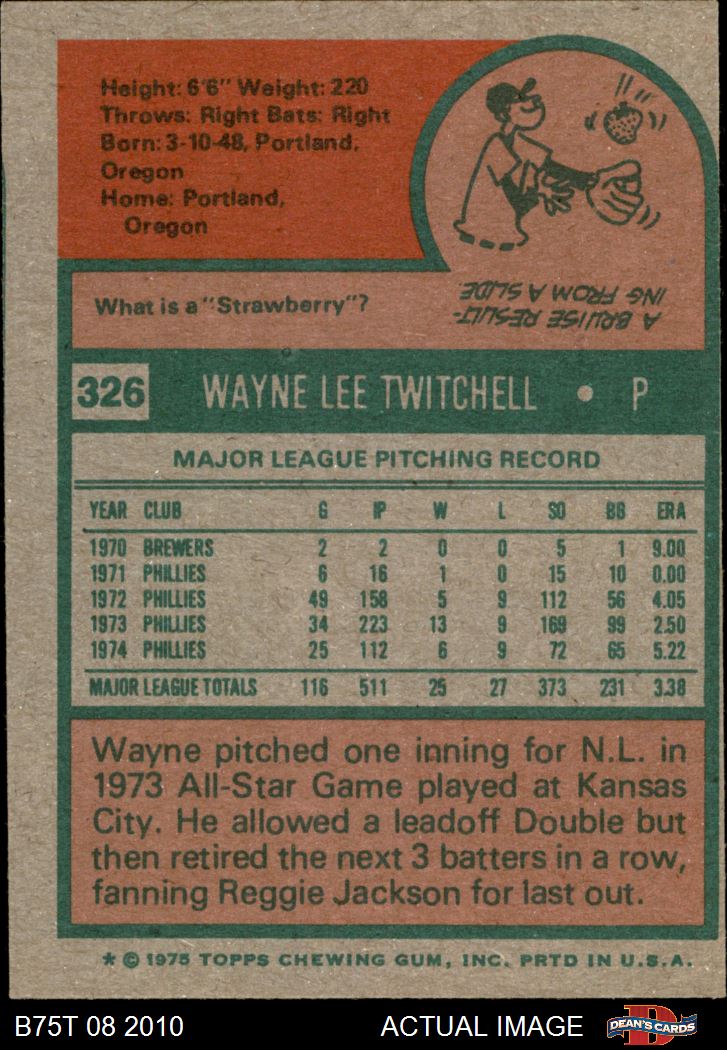 Height: 6'6" Weight: 220
Throws: Right Bats: Right
Born: 3-10-48, Portland,
Oregon
Home: Portland,
Oregon
What is a "Strawberry"?
A BRUISE RESULT-
ING FROM A SLIDE.
326 WAYNE LEE TWITCHELL • P
MAJOR LEAGUE PITCHING RECORD
YEAR CLUB G IP W L SO BB ERA
1970 BREWERS 2 2 0 0 5 1 9.00
1971 PHILLIES 6 16 1 0 15 10 0.00
1972 PHILLIES 49 158 5 9 112 56 4.05
1973 PHILLIES 34 223 13 9 169 99 2.50
1974 PHILLIES 25 112 6 9 72 65 5.22
MAJOR LEAGUE TOTALS 116 511 25 27 373 231 3.38
Wayne pitched one inning for N.L. in
1973 All-Star Game played at Kansas
City. He allowed a leadoff Double but
then retired the next 3 batters in a row,
fanning Reggie Jackson for last out.
* © 1975 TOPPS CHEWING GUM, INC. PRTD IN U.S.A.
B75T 08 2010 ACTUAL IMAGE DEAN'S CARDS